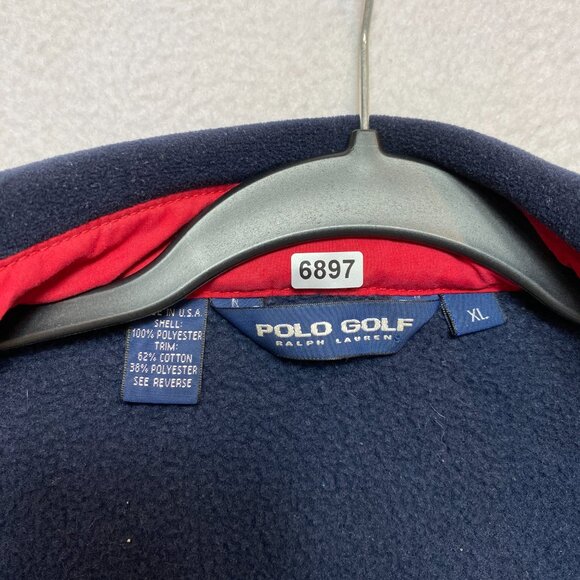 6897
IN U.S.A.
SHELL:
100% POLYESTER
TRIM:
62% COTTON
38% POLYESTER
SEE REVERSE
POLO GOLF
RALPH LAUREN
XL